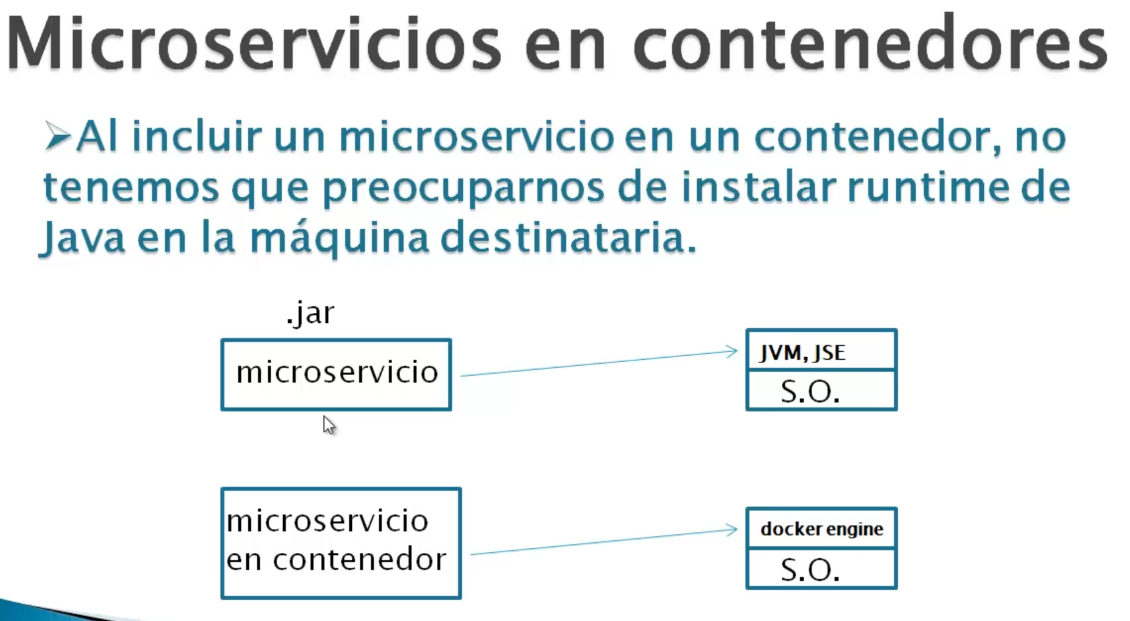 Microservicios en contenedores
➢Al incluir un microservicio en un contenedor, no
tenemos que preocuparnos de instalar runtime de
Java en la máquina destinataria.
.jar
microservicio
JVM, JSE
S.O.
microservicio
en contenedor
docker engine
S.O.